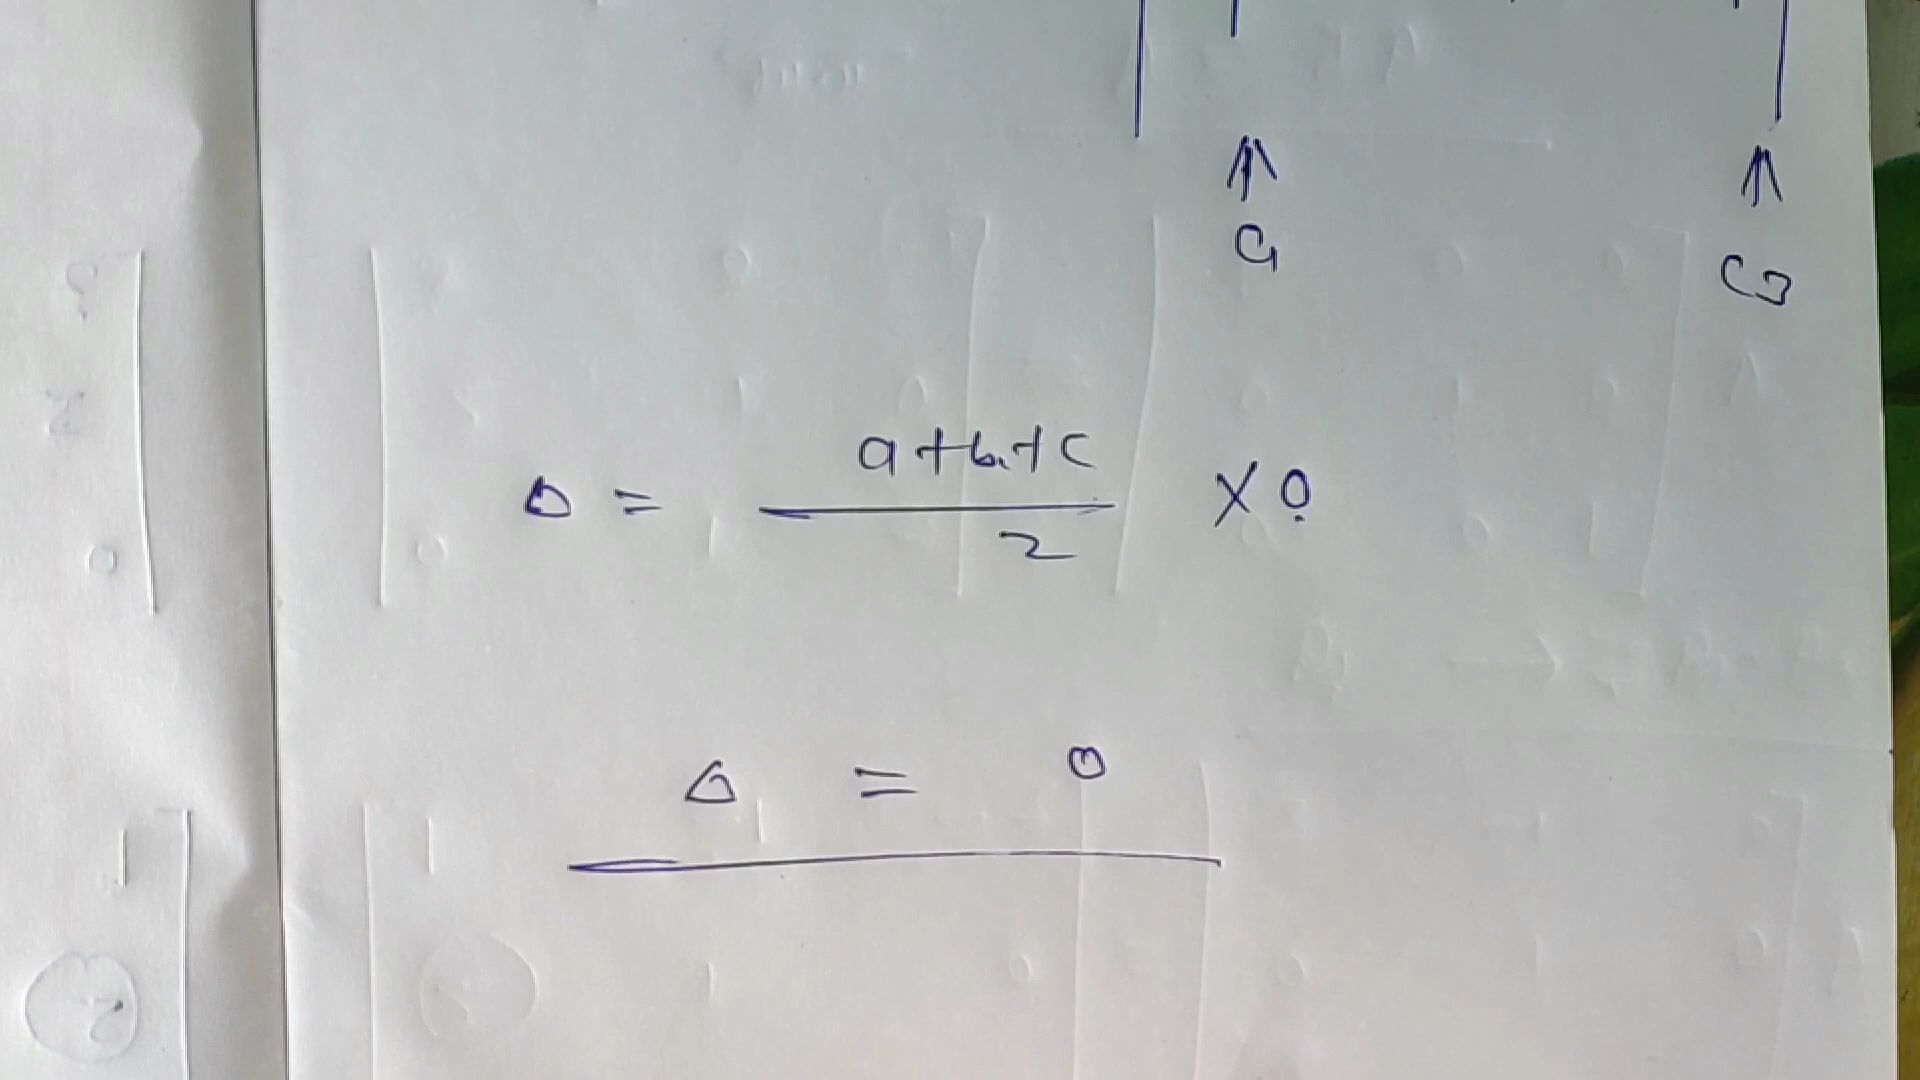 ↑ ↑
C1 C3
Δ = a+b+c / 2 × 0
Δ = 0